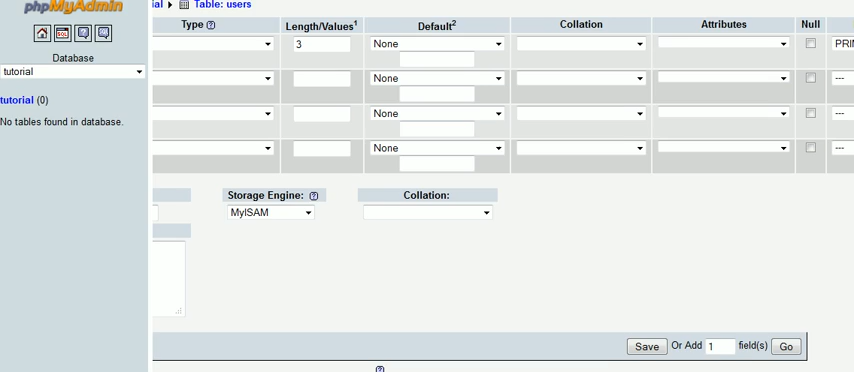 phpMyAdmin
ial ▸ Table: users
Database
tutorial
tutorial (0)
No tables found in database.
Type Length/Values1 Default2 Collation Attributes Null
3 None PRI
None ---
None ---
None ---
Storage Engine: Collation:
MyISAM
Save Or Add 1 field(s) Go